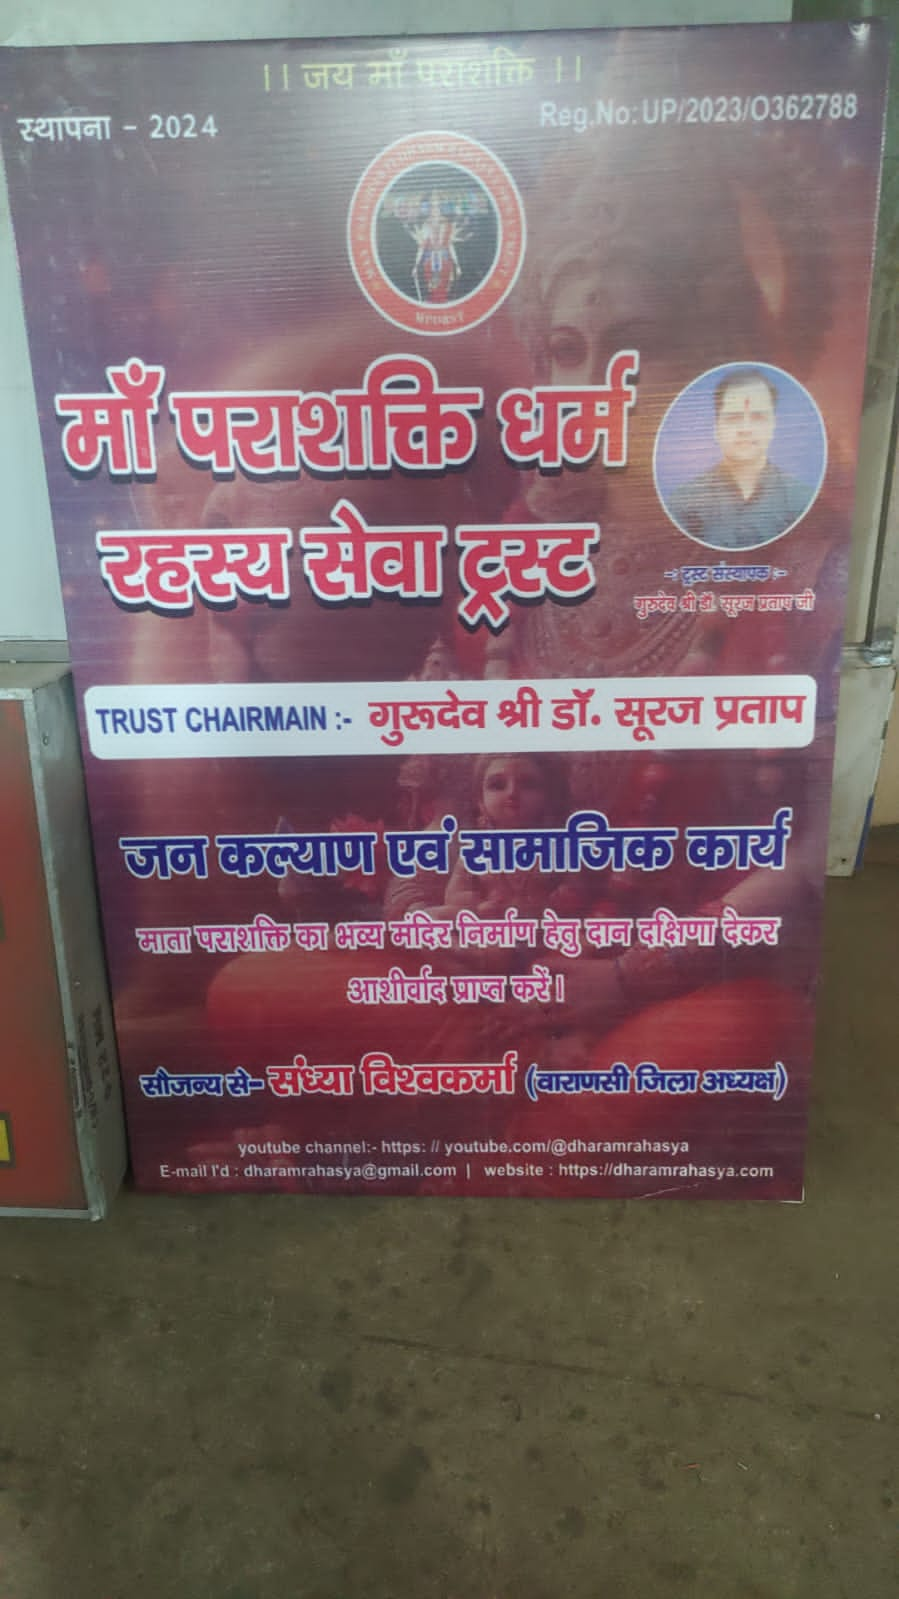 ।। जय माँ पराशक्ति ।।
स्थापना - 2024
Reg.No:UP/2023/O362788
MPDRST
माँ पराशक्ति धर्म
रहस्य सेवा ट्रस्ट
-: ट्रस्ट संस्थापक :-
गुरुदेव श्री डॉ. सूरज प्रताप जी
TRUST CHAIRMAIN :- गुरूदेव श्री डॉ. सूरज प्रताप
जन कल्याण एवं सामाजिक कार्य
माता पराशक्ति का भव्य मंदिर निर्माण हेतु दान दक्षिणा देकर
आशीर्वाद प्राप्त करें।
सौजन्य से- संध्या विश्वकर्मा (वाराणसी जिला अध्यक्ष)
youtube channel:- https: // youtube.com/@dharamrahasya
E-mail I'd : dharamrahasya@gmail.com | website : https://dharamrahasya.com